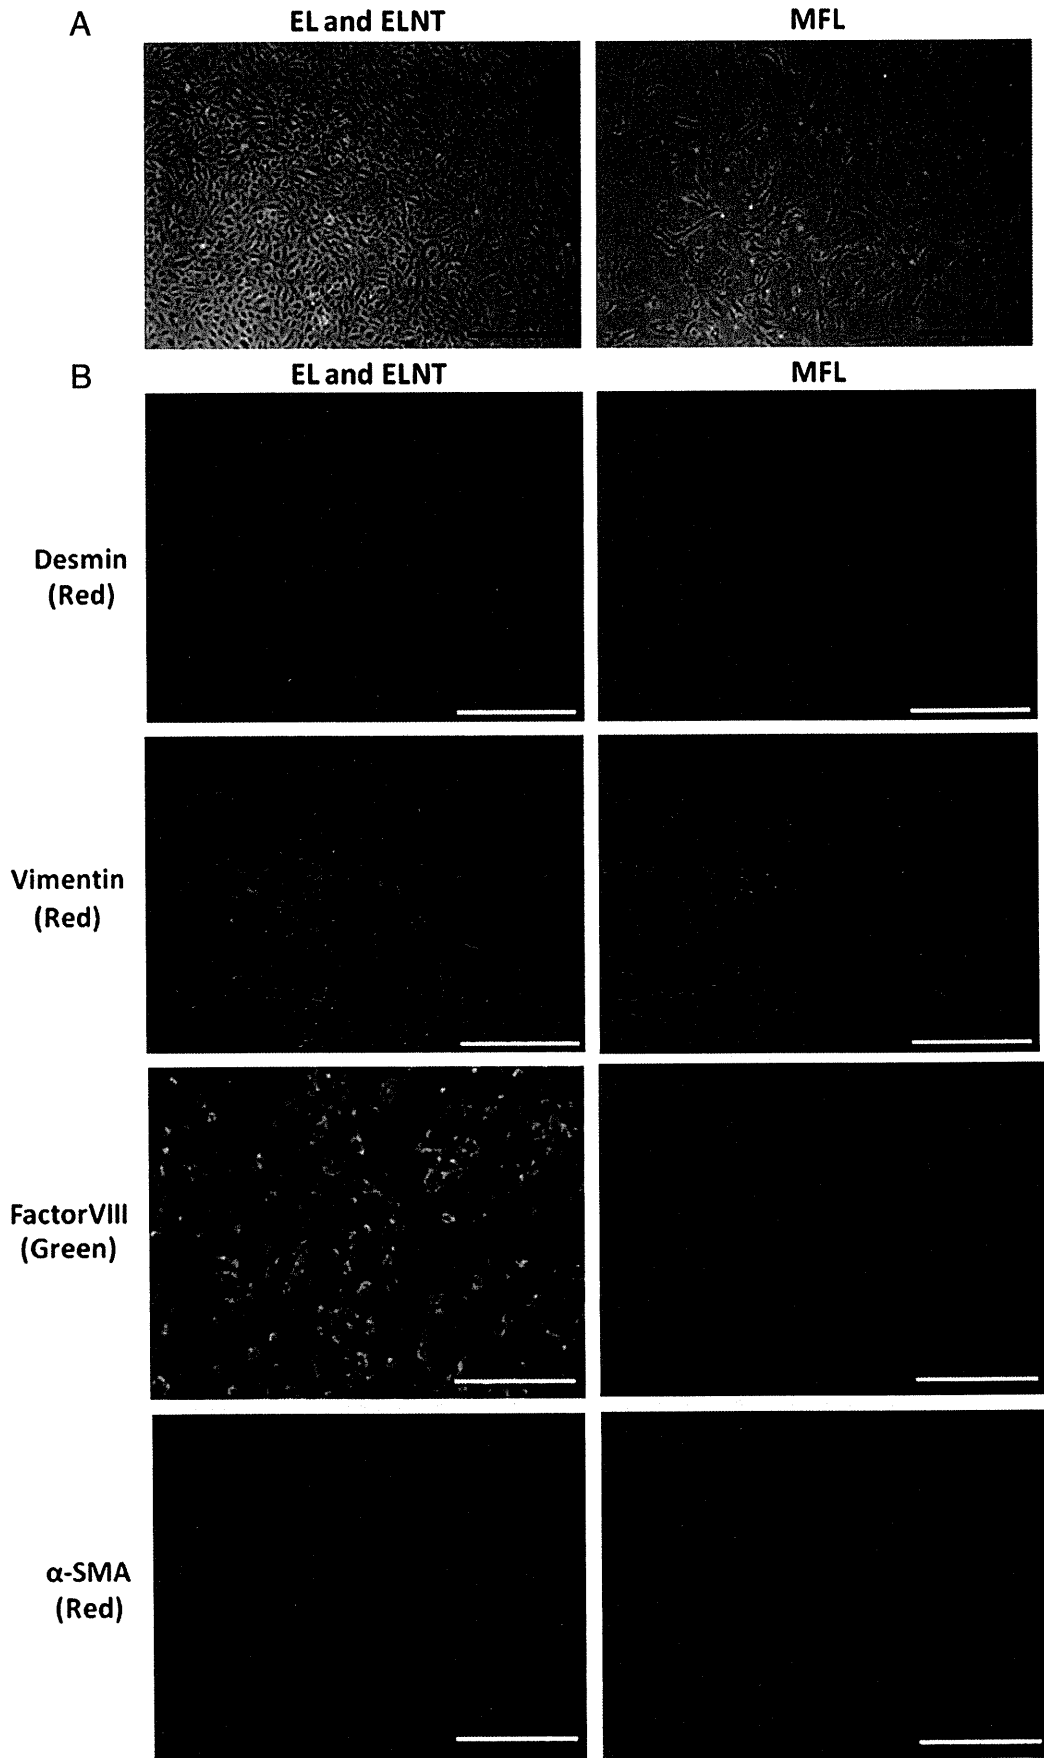 A
EL and ELNT
MFL
B
EL and ELNT
MFL
Desmin
(Red)
Vimentin
(Red)
FactorVIII
(Green)
α-SMA
(Red)